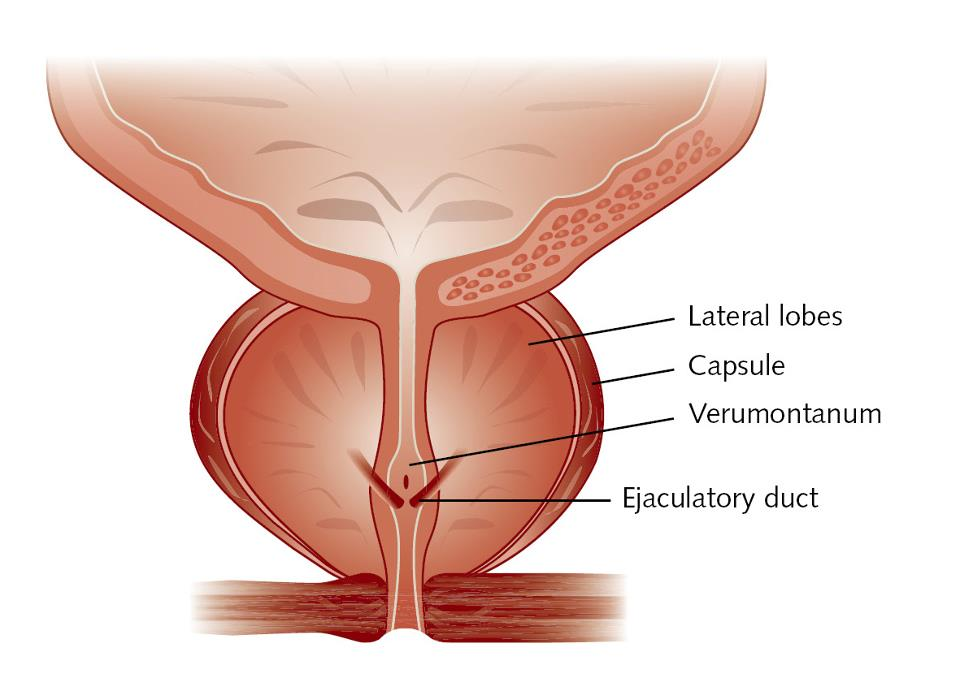 Lateral lobes
Capsule
Verumontanum
Ejaculatory duct